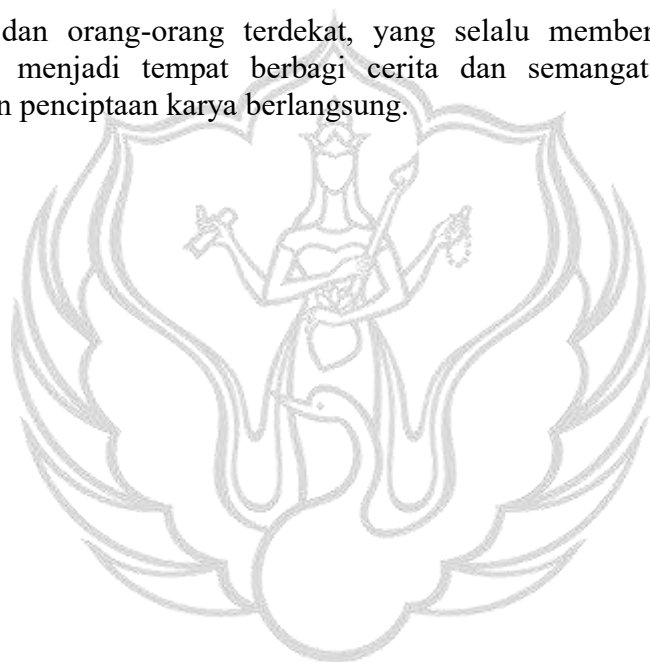 dan orang-orang terdekat, yang selalu member
menjadi tempat berbagi cerita dan semangat
penciptaan karya berlangsung.